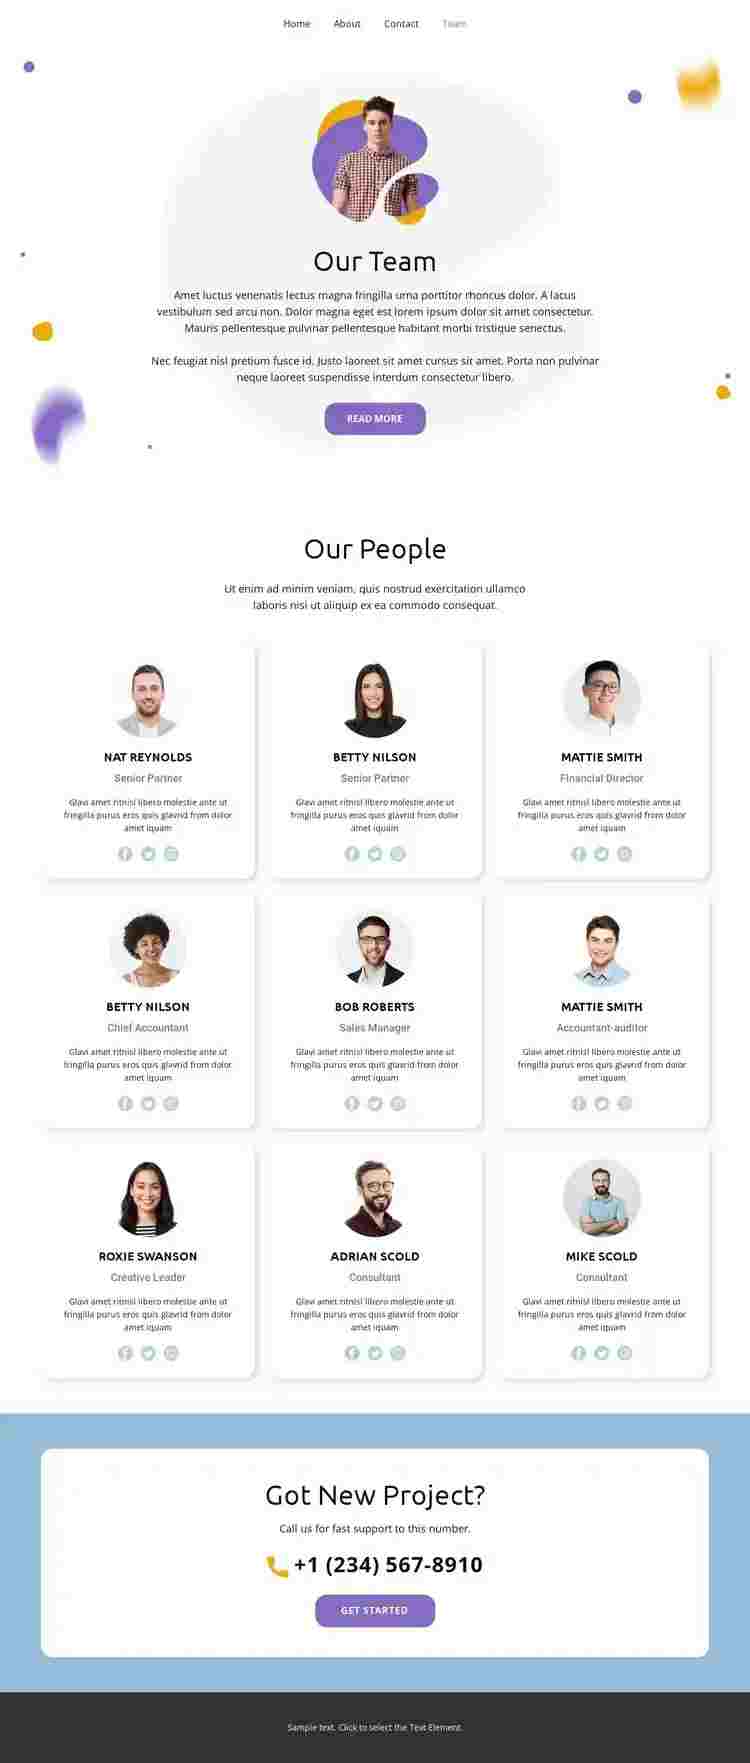 Home About Contact Team
Our Team
Amet luctus venenatis lectus magna fringilla urna porttitor rhoncus dolor. A lacus
vestibulum sed arcu non. Dolor magna eget est lorem ipsum dolor sit amet consectetur.
Mauris pellentesque pulvinar pellentesque habitant morbi tristique senectus.
Nec feugiat nisl pretium fusce id. Justo laoreet sit amet cursus sit amet. Porta non pulvinar
neque laoreet suspendisse interdum consectetur libero.
READ MORE
Our People
Ut enim ad minim veniam, quis nostrud exercitation ullamco
laboris nisi ut aliquip ex ea commodo consequat.
NAT REYNOLDS
Senior Partner
Glavi amet ritnisl libero molestie ante ut
fringilla purus eros quis glavrid from dolor
amet iquam
BETTY NILSON
Senior Partner
Glavi amet ritnisl libero molestie ante ut
fringilla purus eros quis glavrid from dolor
amet iquam
MATTIE SMITH
Financial Director
Glavi amet ritnisl libero molestie ante ut
fringilla purus eros quis glavrid from dolor
amet iquam
BETTY NILSON
Chief Accountant
Glavi amet ritnisl libero molestie ante ut
fringilla purus eros quis glavrid from dolor
amet iquam
BOB ROBERTS
Sales Manager
Glavi amet ritnisl libero molestie ante ut
fringilla purus eros quis glavrid from dolor
amet iquam
MATTIE SMITH
Accountant-auditor
Glavi amet ritnisl libero molestie ante ut
fringilla purus eros quis glavrid from dolor
amet iquam
ROXIE SWANSON
Creative Leader
Glavi amet ritnisl libero molestie ante ut
fringilla purus eros quis glavrid from dolor
amet iquam
ADRIAN SCOLD
Consultant
Glavi amet ritnisl libero molestie ante ut
fringilla purus eros quis glavrid from dolor
amet iquam
MIKE SCOLD
Consultant
Glavi amet ritnisl libero molestie ante ut
fringilla purus eros quis glavrid from dolor
amet iquam
Got New Project?
Call us for fast support to this number.
+1 (234) 567-8910
GET STARTED
Sample text. Click to select the Text Element.